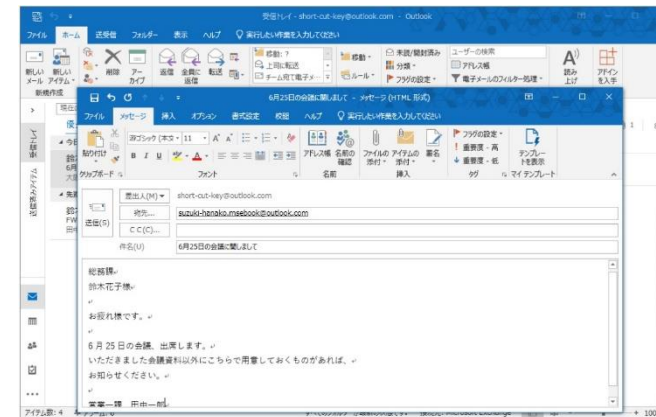 受信トレイ - short-cut-key@outlook.com - Outlook
ファイル ホーム 送受信 フォルダー 表示 ヘルプ 実行したい作業を入力してください
新しいメール
新しいアイテム
削除
アーカイブ
返信
全員に返信
転送
移動: ?
上司に転送
チーム宛て電子メール
移動
ルール
未読/開封済み
分類
フラグの設定
ユーザーの検索
アドレス帳
電子メールのフィルター処理
読み上げ
アドインを入手
新規作成
6月25日の会議に関しまして - メッセージ (HTML 形式)
ファイル メッセージ 挿入 オプション 書式設定 校閲 ヘルプ 実行したい作業を入力してください
貼り付け
游ゴシック (本文 11
B I U
アドレス帳
名前の確認
ファイルの添付
アイテムの添付
署名
フラグの設定
重要度 - 高
重要度 - 低
テンプレートを表示
クリップボード フォント 名前 挿入 タグ マイ テンプレート
送信(S)
差出人(M) short-cut-key@outlook.com
宛先... suzuki-hanako.msebook@outlook.com
C C(C)...
件名(U) 6月25日の会議に関しまして
総務課
鈴木花子様
お疲れ様です。
6月25日の会議、出席します。
いただきました会議資料以外にこちらで用意しておくものがあれば、
お知らせください。
営業一課 田中一郎
アイテム数: 4